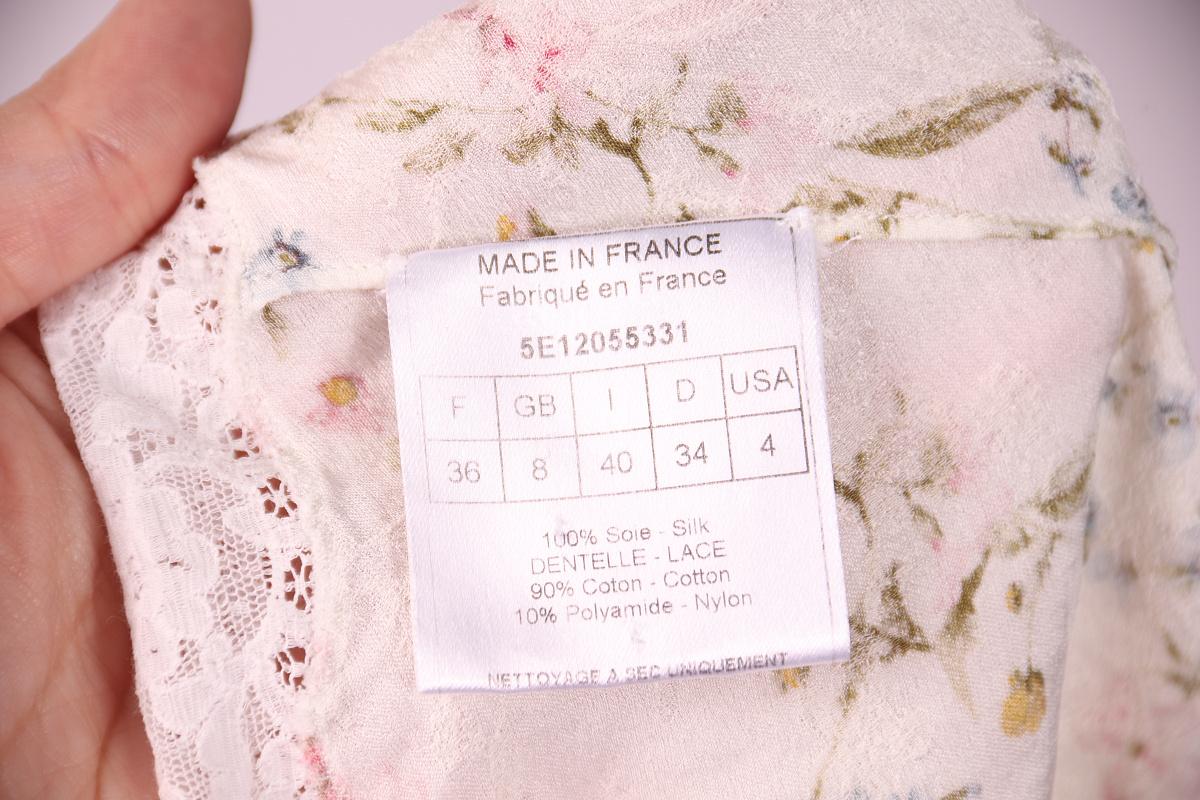 MADE IN FRANCE
Fabriqué en France
5E12055331
F GB I D USA
36 8 40 34 4
100% Soie - Silk
DENTELLE - LACE
90% Coton - Cotton
10% Polyamide - Nylon
NETTOYAGE A SEC UNIQUEMENT